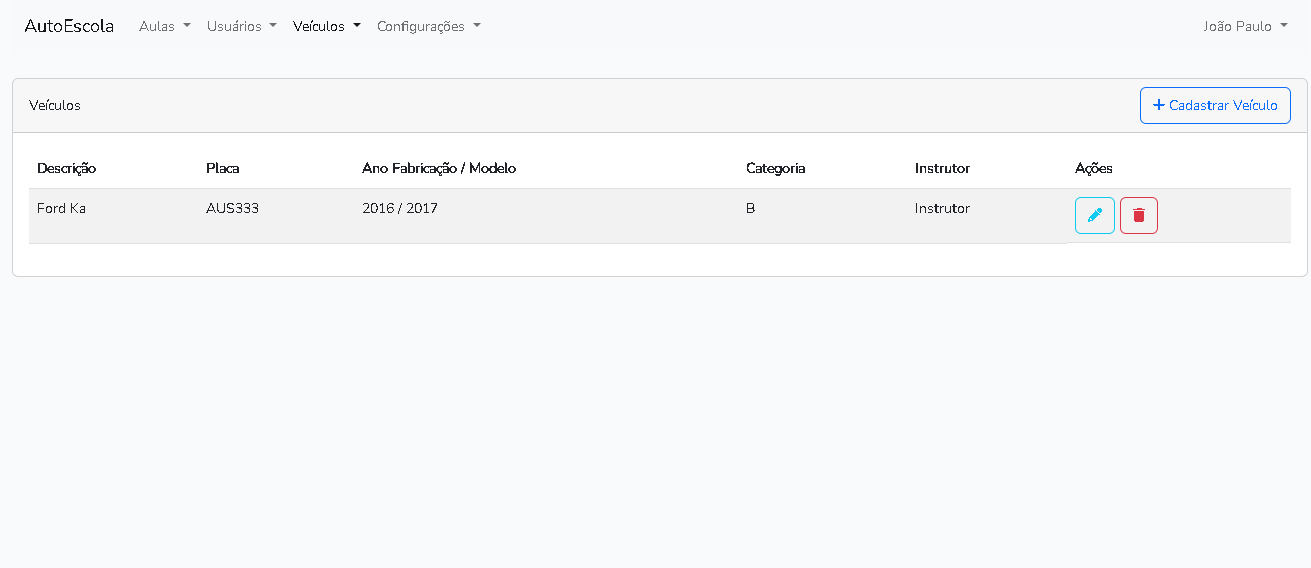 AutoEscola Aulas Usuários Veículos Configurações João Paulo
Veículos + Cadastrar Veículo
Descrição Placa Ano Fabricação / Modelo Categoria Instrutor Ações
Ford Ka AUS333 2016 / 2017 B Instrutor